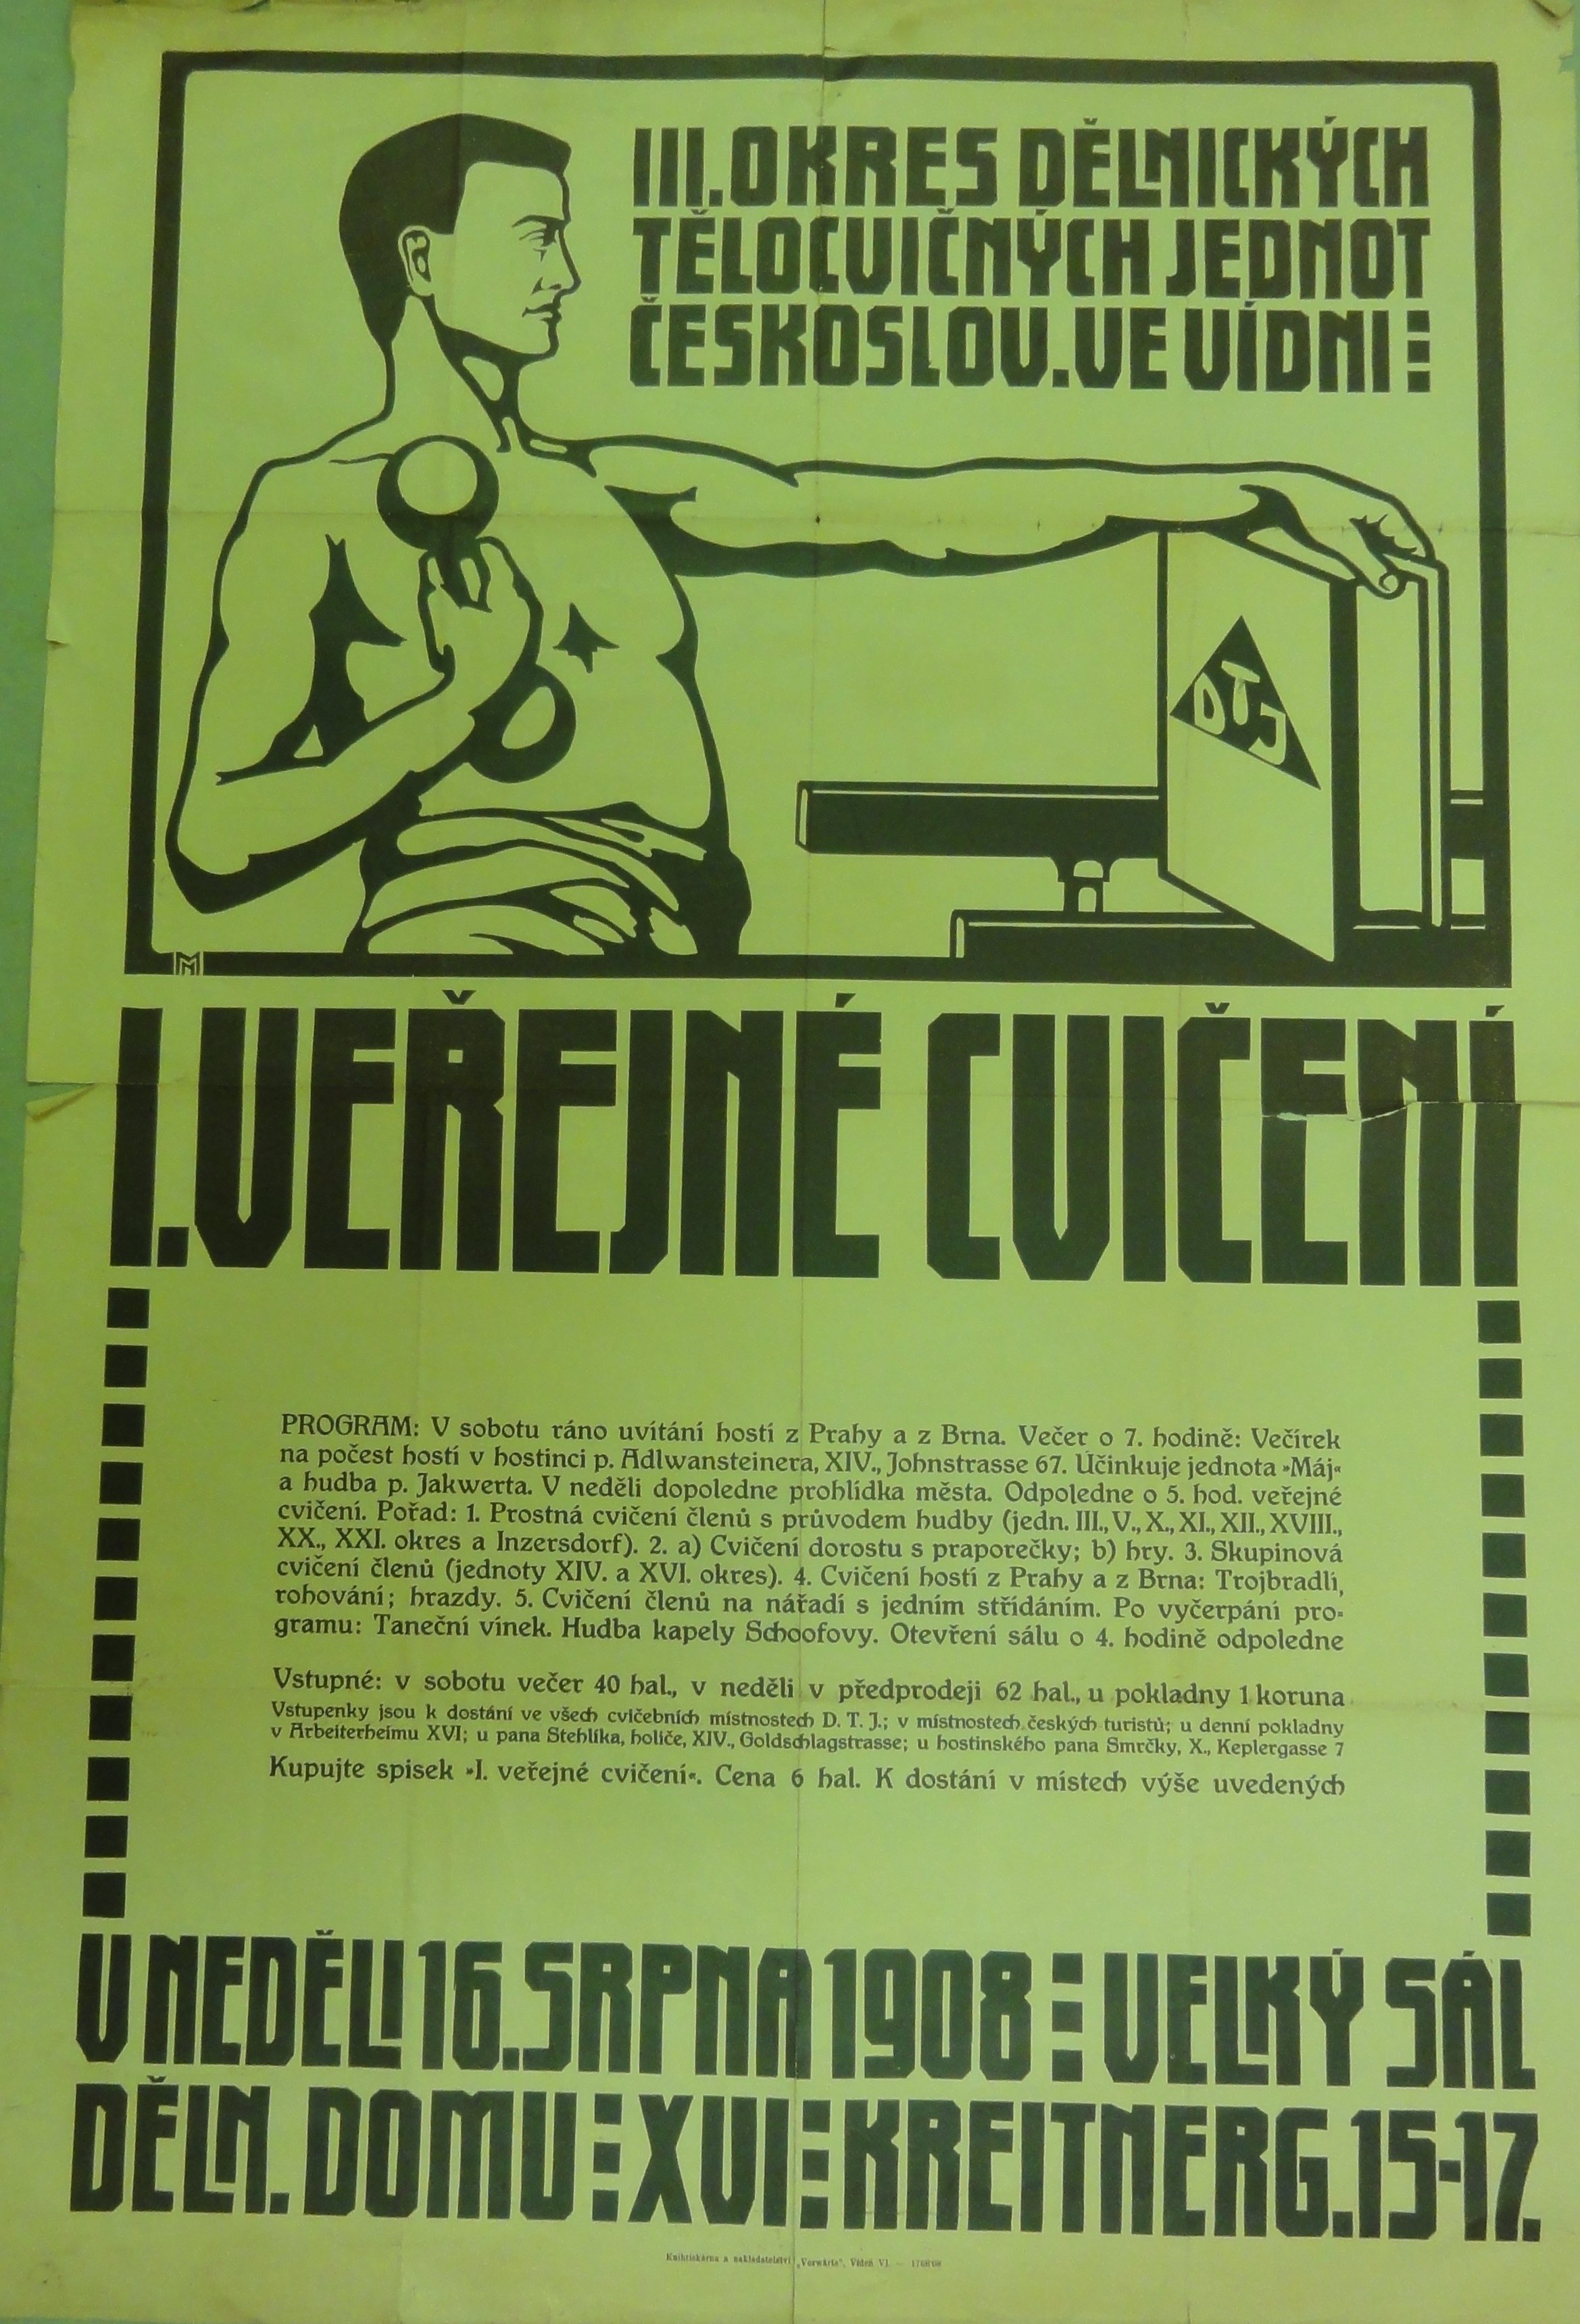 III. OKRES DĚLNICKÝCH
TĚLOCVIČNÝCH JEDNOT
ČESKOSLOV. VE VÍDNI
DTJ
M
I. VEŘEJNÉ CVIČENÍ
PROGRAM: V sobotu ráno uvítání hostí z Prahy a z Brna. Večer o 7. hodině: Večírek
na počest hostí v hostinci p. Adlwansteinera, XIV., Johnstrasse 67. Účinkuje jednota »Máj«
a hudba p. Jakwerta. V neděli dopoledne prohlídka města. Odpoledne o 5. hod. veřejné
cvičení. Pořad: 1. Prostná cvičení členů s průvodem hudby (jedn. III., V., X., XI., XII., XVIII.,
XX., XXI. okres a Inzersdorf). 2. a) Cvičení dorostu s praporečky; b) hry. 3. Skupinová
cvičení členů (jednoty XIV. a XVI. okres). 4. Cvičení hostí z Prahy a z Brna: Trojbradlí,
rohování; hrazdy. 5. Cvičení členů na nářadí s jedním střídáním. Po vyčerpání pro-
gramu: Taneční vínek. Hudba kapely Schoofovy. Otevření sálu o 4. hodině odpoledne
Vstupné: v sobotu večer 40 hal., v neděli v předprodeji 62 hal., u pokladny 1 koruna
Vstupenky jsou k dostání ve všech cvičebních místnostech D. T. J.; v místnostech českých turistů; u denní pokladny
v Arbeiterheimu XVI; u pana Stehlíka, holiče, XIV., Goldschlagstrasse; u hostinského pana Smrčky, X., Keplergasse 7
Kupujte spisek »I. veřejné cvičení«. Cena 6 hal. K dostání v místech výše uvedených
V NEDĚLI 16. SRPNA 1908 VELKÝ SÁL
DĚLN. DOMU XVI KREITNERG. 15-17.
Knihtiskárna a nakladatelství „Vorwärts“, Vídeň VI. — 1768'08